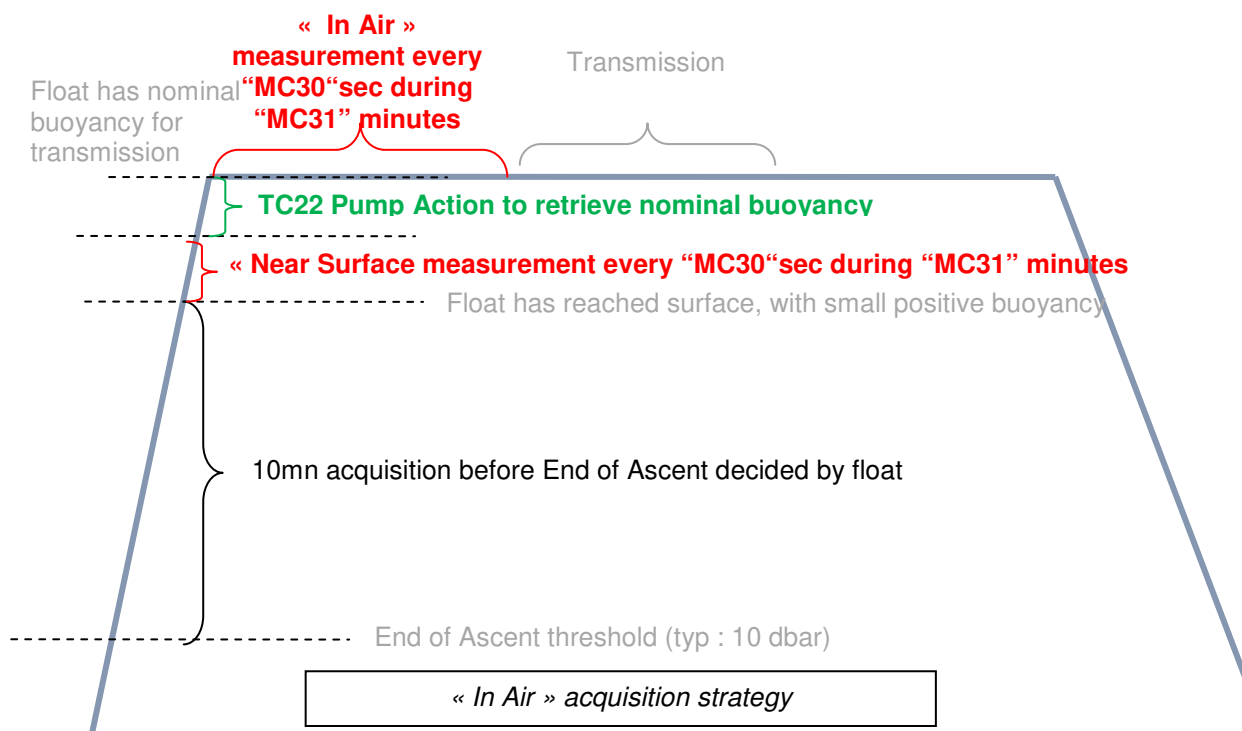 « In Air »
measurement every
“MC30“sec during
“MC31” minutes
Transmission
Float has nominal
buoyancy for
transmission
TC22 Pump Action to retrieve nominal buoyancy
« Near Surface measurement every “MC30“sec during “MC31” minutes
Float has reached surface, with small positive buoyancy
10mn acquisition before End of Ascent decided by float
End of Ascent threshold (typ : 10 dbar)
« In Air » acquisition strategy